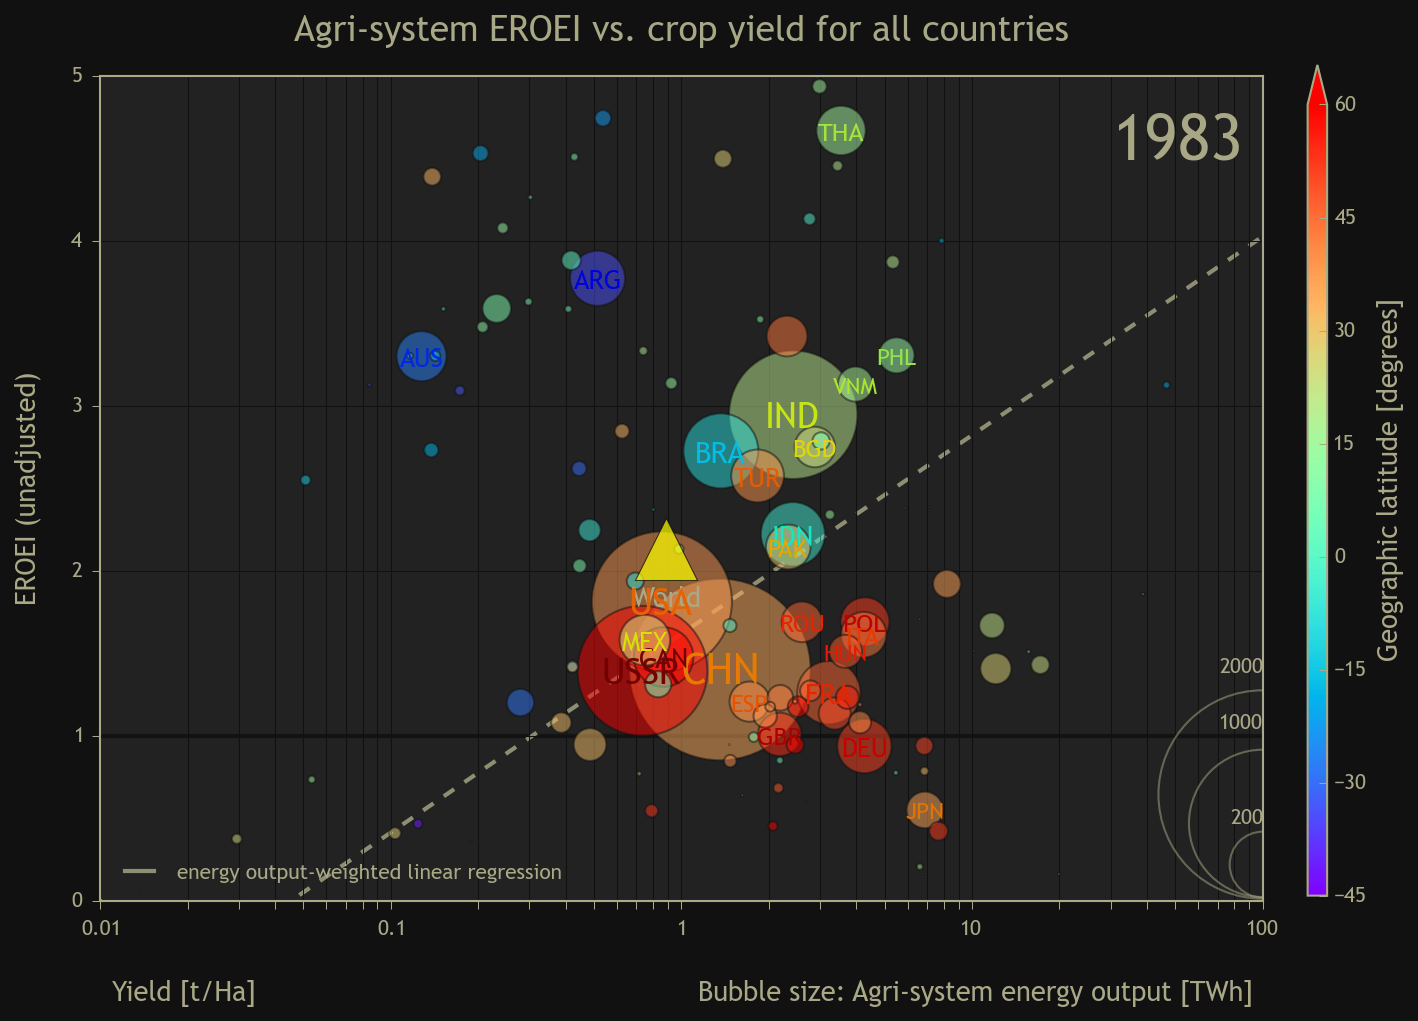 Agri-system EROEI vs. crop yield for all countries
1983
EROEI (unadjusted)
5
4
3
2
1
0
THA
ARG
AUS
PHL
VNM
IND
BGD
BRA
TUR
IDN
PAK
World
USA
MEX
CAN
USSR
CHN
ROU
POL
ITA
HUN
ESP
FRA
GBR
DEU
JPN
2000
1000
200
energy output-weighted linear regression
0.01
0.1
1
10
100
Yield [t/Ha]
Bubble size: Agri-system energy output [TWh]
60
45
30
15
0
−15
−30
−45
Geographic latitude [degrees]